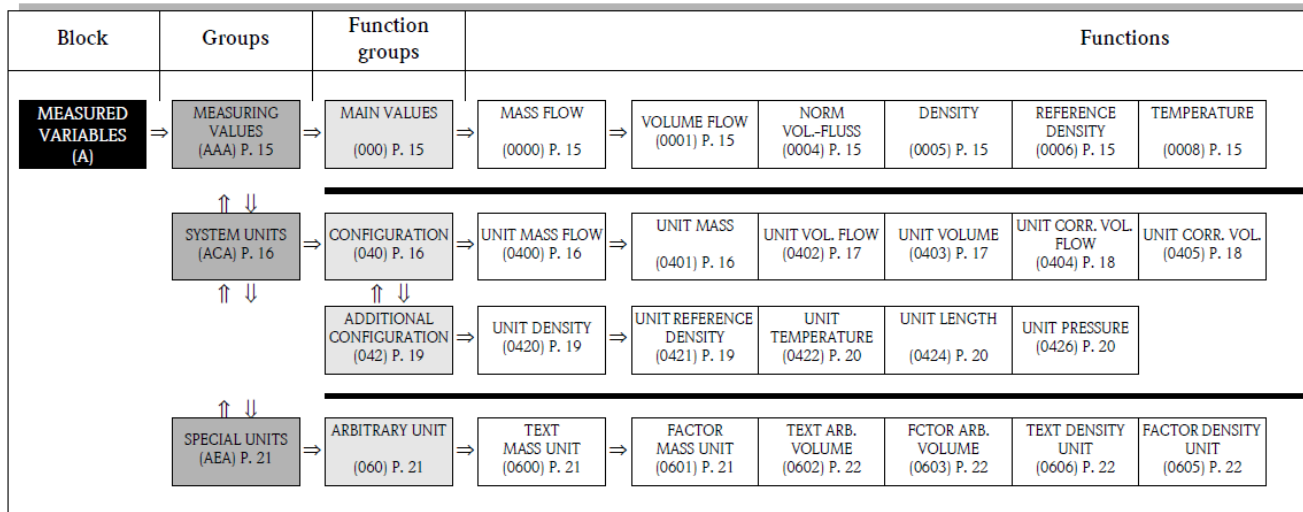 Block
Groups
Function
groups
Functions
MEASURED
VARIABLES
(A)
⇒
MEASURING
VALUES
(AAA) P. 15
⇒
MAIN VALUES
(000) P. 15
⇒
MASS FLOW
(0000) P. 15
⇒
VOLUME FLOW
(0001) P. 15
NORM
VOL.-FLUSS
(0004) P. 15
DENSITY
(0005) P. 15
REFERENCE
DENSITY
(0006) P. 15
TEMPERATURE
(0008) P. 15
⇑ ⇓
SYSTEM UNITS
(ACA) P. 16
⇒
CONFIGURATION
(040) P. 16
⇒
UNIT MASS FLOW
(0400) P. 16
⇒
UNIT MASS
(0401) P. 16
UNIT VOL. FLOW
(0402) P. 17
UNIT VOLUME
(0403) P. 17
UNIT CORR. VOL.
FLOW
(0404) P. 18
UNIT CORR. VOL.
(0405) P. 18
⇑ ⇓
⇑ ⇓
ADDITIONAL
CONFIGURATION
(042) P. 19
⇒
UNIT DENSITY
(0420) P. 19
⇒
UNIT REFERENCE
DENSITY
(0421) P. 19
UNIT
TEMPERATURE
(0422) P. 20
UNIT LENGTH
(0424) P. 20
UNIT PRESSURE
(0426) P. 20
⇑ ⇓
SPECIAL UNITS
(AEA) P. 21
⇒
ARBITRARY UNIT
(060) P. 21
⇒
TEXT
MASS UNIT
(0600) P. 21
⇒
FACTOR
MASS UNIT
(0601) P. 21
TEXT ARB.
VOLUME
(0602) P. 22
FCTOR ARB.
VOLUME
(0603) P. 22
TEXT DENSITY
UNIT
(0606) P. 22
FACTOR DENSITY
UNIT
(0605) P. 22